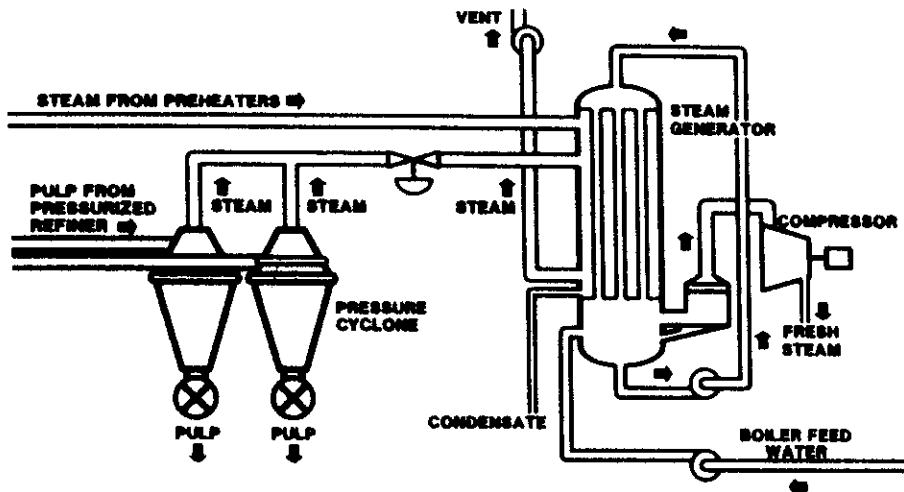 VENT
STEAM FROM PREHEATERS
STEAM
GENERATOR
PULP FROM
PRESSURIZED
REFINER
STEAM
STEAM
STEAM
COMPRESSOR
PRESSURE
CYCLONE
FRESH
STEAM
CONDENSATE
PULP
PULP
BOILER FEED
WATER